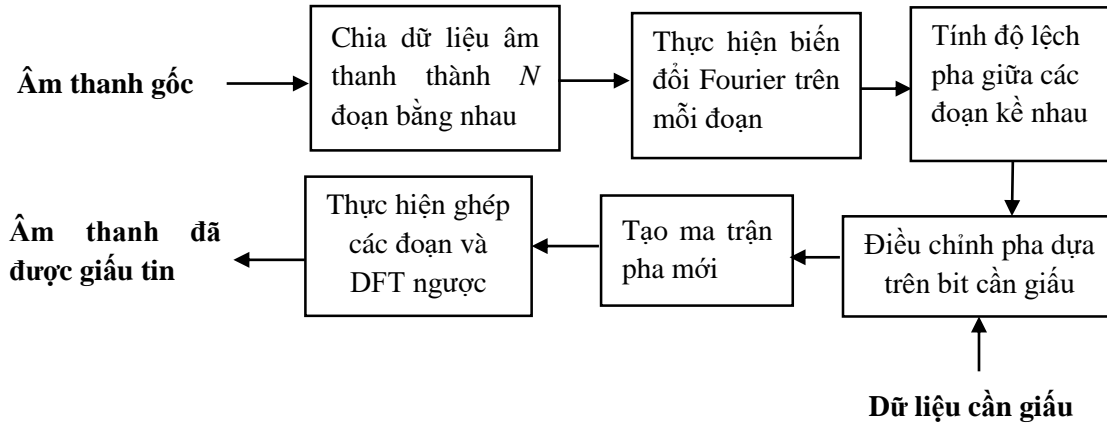 Âm thanh gốc
Chia dữ liệu âm
thanh thành N
đoạn bằng nhau
Thực hiện biến
đổi Fourier trên
mỗi đoạn
Tính độ lệch
pha giữa các
đoạn kề nhau
Điều chỉnh pha dựa
trên bit cần giấu
Dữ liệu cần giấu
Tạo ma trận
pha mới
Thực hiện ghép
các đoạn và
DFT ngược
Âm thanh đã
được giấu tin